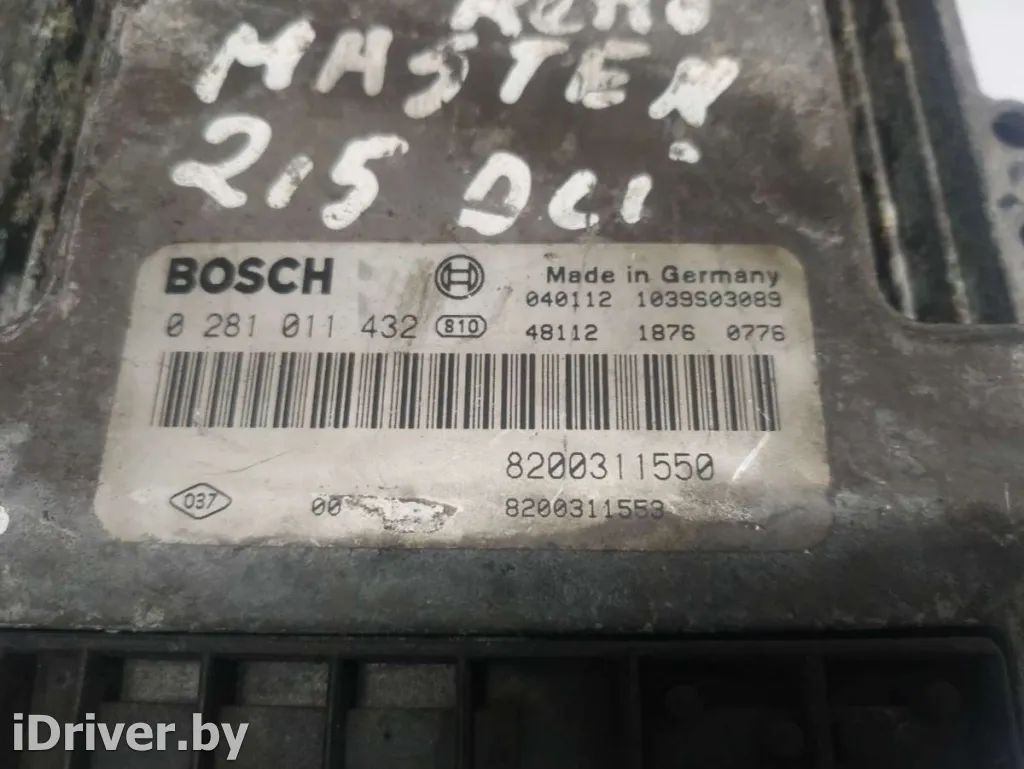 MASTER
2,5 DCI
BOSCH
Made in Germany
040112 1039S03089
0 281 011 432 810
48112 1876 0776
8200311550
037
00
8200311553
iDriver.by